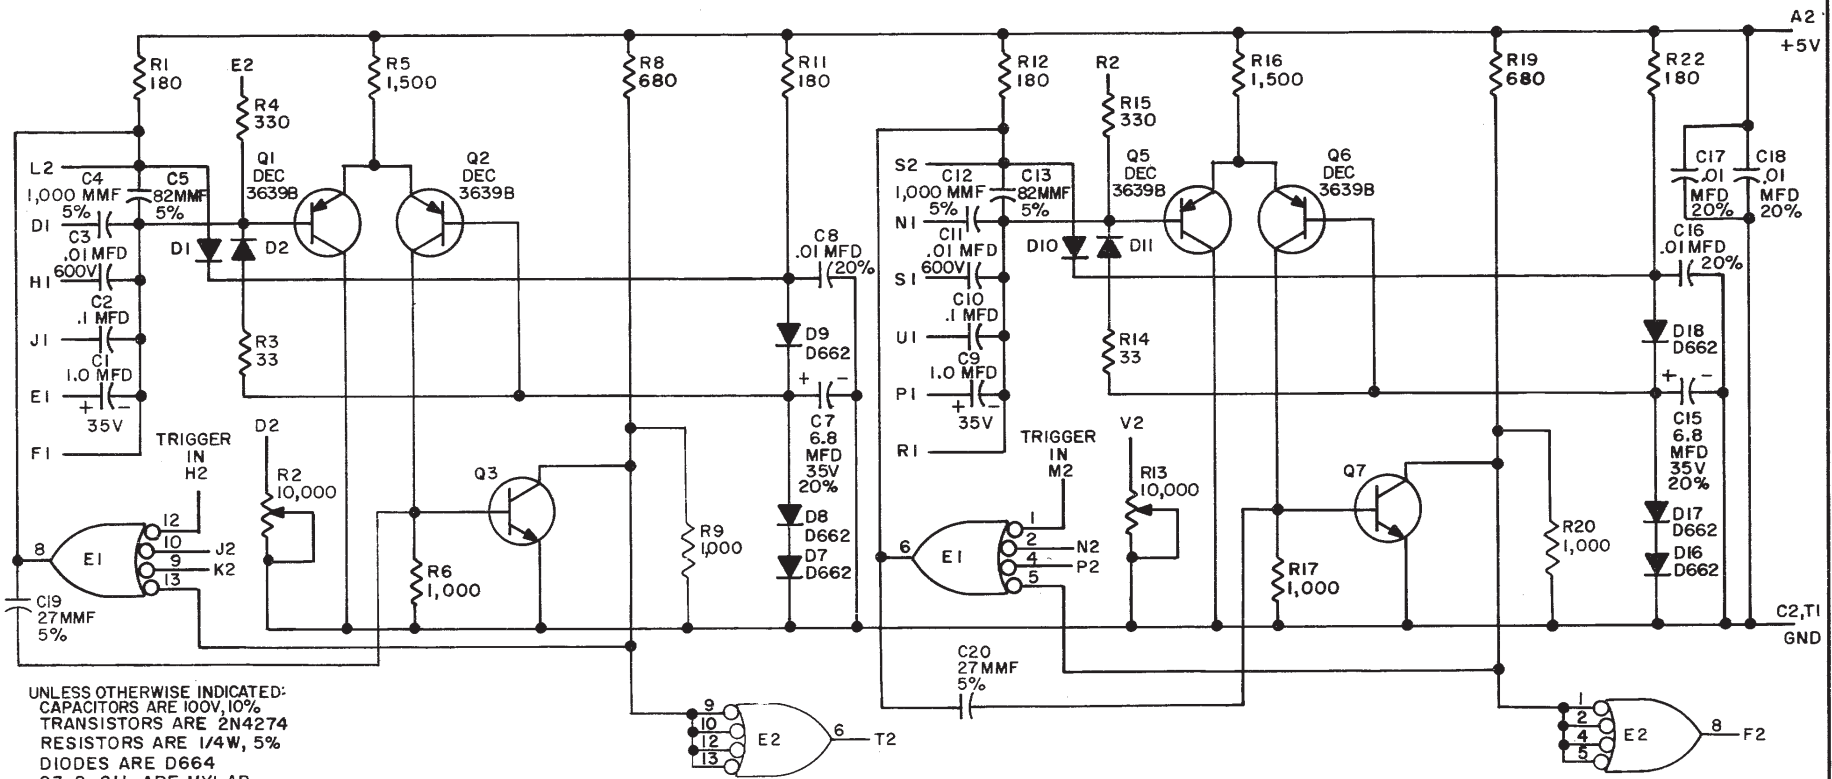 A2
+5V
R1
180
E2
R4
330
R5
1,500
R8
680
R11
180
R12
180
R2
R15
330
R16
1,500
R19
680
R22
180
L2
C4
1,000 MMF
5%
C5
82MMF
5%
Q1
DEC
3639B
Q2
DEC
3639B
D1
C3
.01 MFD
600V
D1
D2
C8
.01 MFD
20%
H1
C2
.1 MFD
J1
C1
1.0 MFD
R3
33
D9
D662
E1
+ -
35V
+ -
C7
6.8
MFD
35V
20%
F1
TRIGGER
IN
H2
D2
R2
10,000
Q3
R9
1,000
D8
D662
D7
D662
12
10
9
13
J2
K2
8
E1
R6
1,000
C19
27MMF
5%
S2
C12
1,000 MMF
5%
C13
82MMF
5%
Q5
DEC
3639B
Q6
DEC
3639B
C17
.01
MFD
20%
C18
.01
MFD
20%
N1
C11
.01 MFD
600V
D10
D11
C16
.01MFD
20%
S1
C10
.1 MFD
U1
C9
1.0 MFD
R14
33
D18
D662
P1
+ -
35V
+ -
C15
6.8
MFD
35V
20%
R1
TRIGGER
IN
M2
V2
R13
10,000
Q7
R20
1,000
D17
D662
D16
D662
1
2
4
5
N2
P2
6
E1
R17
1,000
C2,T1
GND
C20
27MMF
5%
UNLESS OTHERWISE INDICATED:
CAPACITORS ARE 100V, 10%
TRANSISTORS ARE 2N4274
RESISTORS ARE 1/4W, 5%
DIODES ARE D664
9
10
12
13
E2
6
T2
1
2
4
5
E2
8
F2